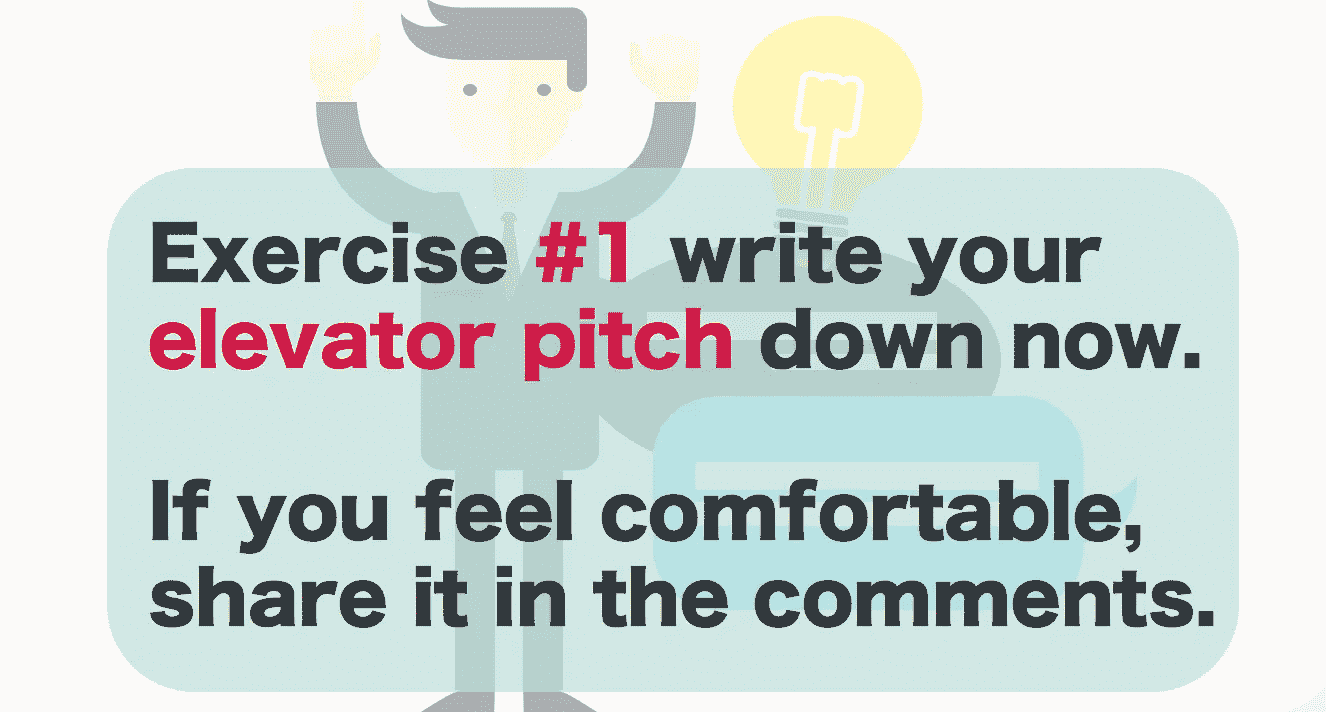 Exercise #1 write your
elevator pitch down now.
If you feel comfortable,
share it in the comments.